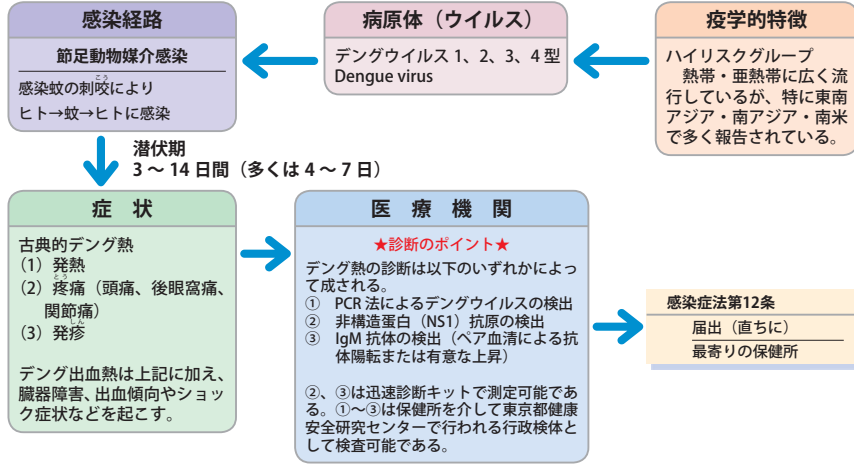 感染経路
節足動物媒介感染
感染蚊の刺咬により
こう
ヒト→蚊→ヒトに感染
病原体（ウイルス）
デングウイルス 1、2、3、4 型
Dengue virus
疫学的特徴
ハイリスクグループ
熱帯・亜熱帯に広く流
行しているが、特に東南
アジア・南アジア・南米
で多く報告されている。
潜伏期
3 〜 14 日間（多くは 4 〜 7 日）
症　状
古典的デング熱
（1）発熱
（2）疼痛（頭痛、後眼窩痛、
とう
関節痛）
（3）発疹
しん
デング出血熱は上記に加え、
臓器障害、出血傾向やショッ
ク症状などを起こす。
医　療　機　関
★診断のポイント★
デング熱の診断は以下のいずれかによっ
て成される。
①　PCR 法によるデングウイルスの検出
②　非構造蛋白（NS1）抗原の検出
③　IgM 抗体の検出（ペア血清による抗
体陽転または有意な上昇）
②、③は迅速診断キットで測定可能であ
る。①〜③は保健所を介して東京都健康
安全研究センターで行われる行政検体と
して検査可能である。
感染症法第12条
届出（直ちに）
最寄りの保健所